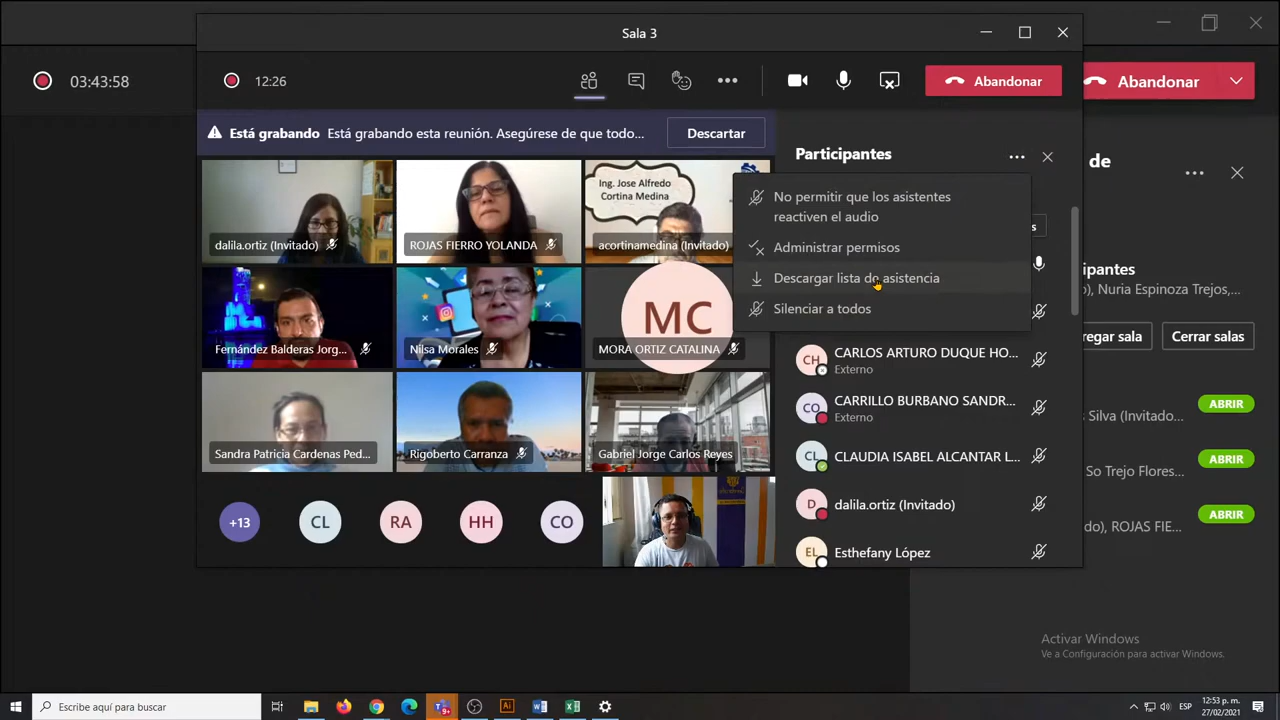 Sala 3
03:43:58
12:26
Abandonar
Abandonar
Está grabando Está grabando esta reunión. Asegúrese de que todo...
Descartar
Participantes
de
No permitir que los asistentes
reactiven el audio
Administrar permisos
Descargar lista de asistencia
Silenciar a todos
s
Ing. Jose Alfredo
Cortina Medina
dalila.ortiz (Invitado)
ROJAS FIERRO YOLANDA
acortinamedina (Invitado)
Fernández Balderas Jorg...
Nilsa Morales
MC
MORA ORTIZ CATALINA
Sandra Patricia Cardenas Ped...
Rigoberto Carranza
Gabriel Jorge Carlos Reyes
+13
CL
RA
HH
CO
CH
CARLOS ARTURO DUQUE HO...
Externo
CO
CARRILLO BURBANO SANDR...
Externo
CL
CLAUDIA ISABEL ALCANTAR L...
D
dalila.ortiz (Invitado)
EL
Esthefany López
ticipantes
), Nuria Espinoza Trejos,...
regar sala
Cerrar salas
ABRIR
Silva (Invitado...
ABRIR
So Trejo Flores...
ABRIR
do), ROJAS FIE...
Activar Windows
Ve a Configuración para activar Windows.
Escribe aquí para buscar
9+
Ai
ESP
12:53 p. m.
27/02/2021